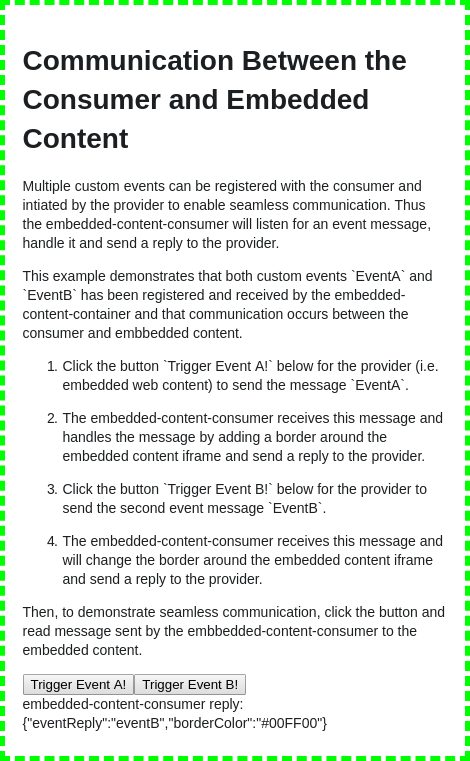 Communication Between the
Consumer and Embedded
Content
Multiple custom events can be registered with the consumer and
intiated by the provider to enable seamless communication. Thus
the embedded-content-consumer will listen for an event message,
handle it and send a reply to the provider.
This example demonstrates that both custom events `EventA` and
`EventB` has been registered and received by the embedded-
content-container and that communication occurs between the
consumer and embbedded content.
1. Click the button `Trigger Event A!` below for the provider (i.e.
embedded web content) to send the message `EventA`.
2. The embedded-content-consumer receives this message and
handles the message by adding a border around the
embedded content iframe and send a reply to the provider.
3. Click the button `Trigger Event B!` below for the provider to
send the second event message `EventB`.
4. The embedded-content-consumer receives this message and
will change the border around the embedded content iframe
and send a reply to the provider.
Then, to demonstrate seamless communication, click the button and
read message sent by the embbedded-content-consumer to the
embedded content.
Trigger Event A! Trigger Event B!
embedded-content-consumer reply:
{"eventReply":"eventB","borderColor":"#00FF00"}